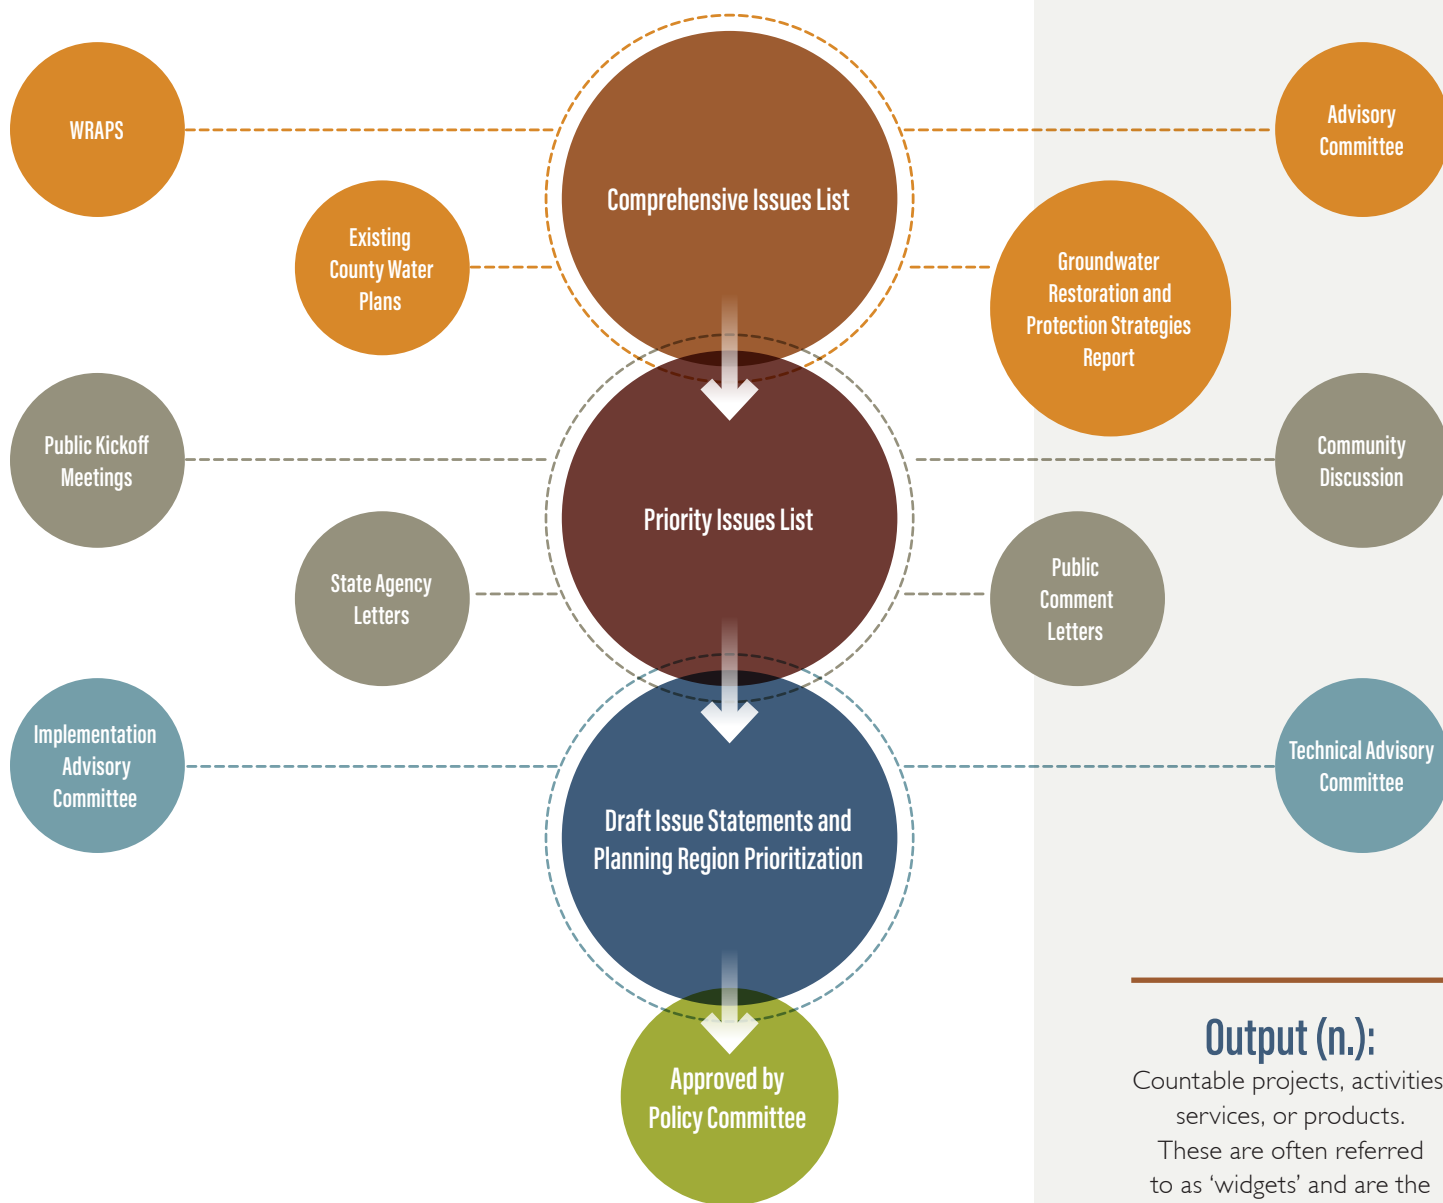 WRAPS
Comprehensive Issues List
Advisory
Committee
Existing
County Water
Plans
Groundwater
Restoration and
Protection Strategies
Report
Public Kickoff
Meetings
Priority Issues List
Community
Discussion
State Agency
Letters
Public
Comment
Letters
Implementation
Advisory
Committee
Draft Issue Statements and
Planning Region Prioritization
Technical Advisory
Committee
Approved by
Policy Committee
Output (n.):
Countable projects, activities
services, or products.
These are often referred
to as ‘widgets’ and are the